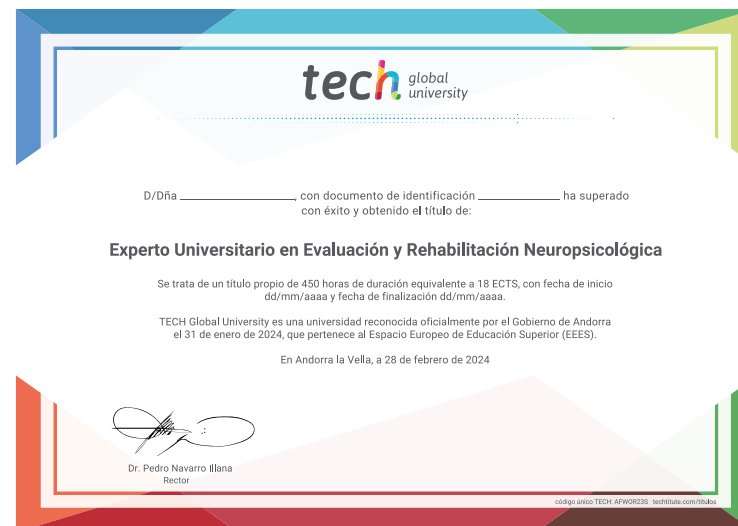 tech global university
D/Dña ____________, con documento de identificación ____________ ha superado
con éxito y obtenido el título de:
Experto Universitario en Evaluación y Rehabilitación Neuropsicológica
Se trata de un título propio de 450 horas de duración equivalente a 18 ECTS, con fecha de inicio
dd/mm/aaaa y fecha de finalización dd/mm/aaaa.
TECH Global University es una universidad reconocida oficialmente por el Gobierno de Andorra
el 31 de enero de 2024, que pertenece al Espacio Europeo de Educación Superior (EEES).
En Andorra la Vella, a 28 de febrero de 2024
Dr. Pedro Navarro Illana
Rector
código único TECH: AFWOR23S techtitute.com/títulos